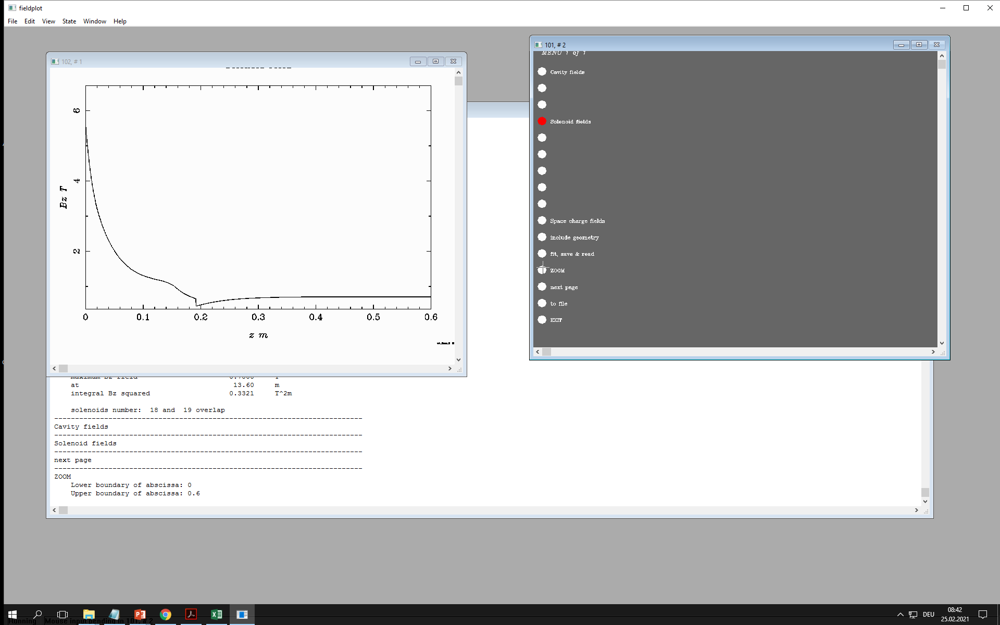 fieldplot
File Edit View State Window Help
102, # 1
6
4
2
Bz T
0 0.1 0.2 0.3 0.4 0.5 0.6
z m
101, # 2
MENU 1 of 1
Cavity fields
Solenoid fields
Space charge fields
include geometry
fit, save & read
ZOOM
next page
to file
EXIT
maximum Bz field
at 13.60 m
integral Bz squared 0.3321 T^2m
solenoids number: 18 and 19 overlap
Cavity fields
Solenoid fields
next page
ZOOM
Lower boundary of abscissa: 0
Upper boundary of abscissa: 0.6
Running Mouse input pending in 101, # 2
DEU
08:42
25.02.2021